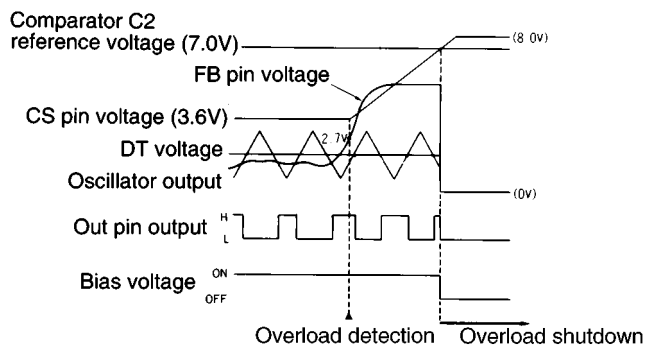 Comparator C2
reference voltage (7.0V)
(8.0V)
FB pin voltage
CS pin voltage (3.6V)
2.7V
DT voltage
Oscillator output
(0V)
Out pin output
H
L
Bias voltage
ON
OFF
Overload detection
Overload shutdown